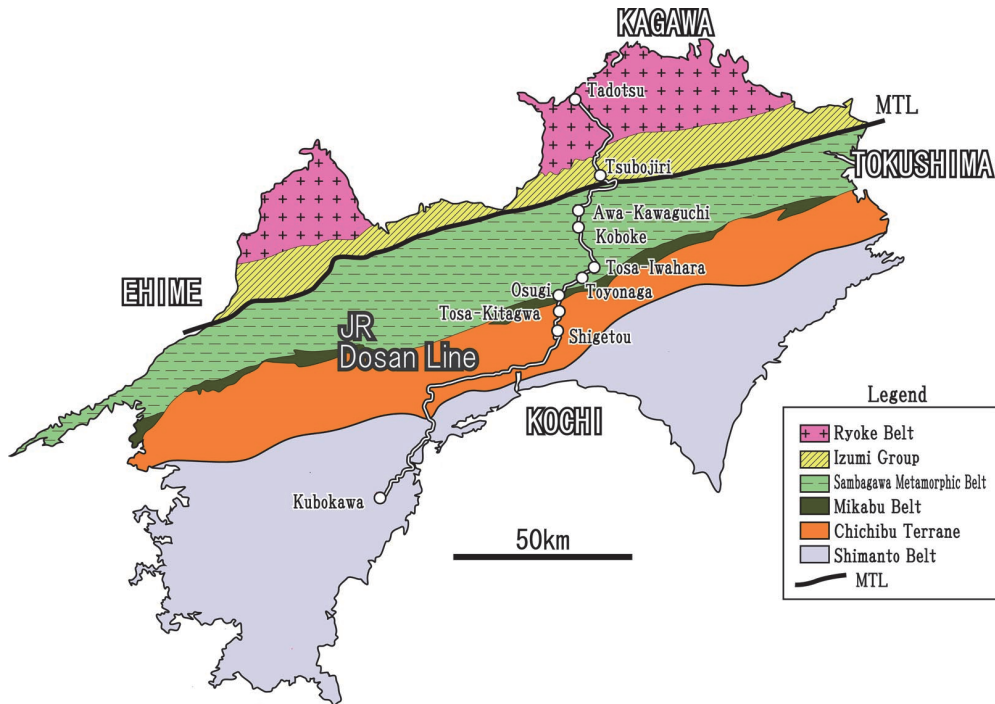 KAGAWA
Tadotsu
MTL
TOKUSHIMA
Tsubojiri
Awa-Kawaguchi
Koboke
Tosa-Iwahara
Toyonaga
EHIME
Osugi
Tosa-Kitagwa
JR
Dosan Line
Shigetou
KOCHI
Kubokawa
50km
Legend
Ryoke Belt
Izumi Group
Sambagawa Metamorphic Belt
Mikabu Belt
Chichibu Terrane
Shimanto Belt
MTL